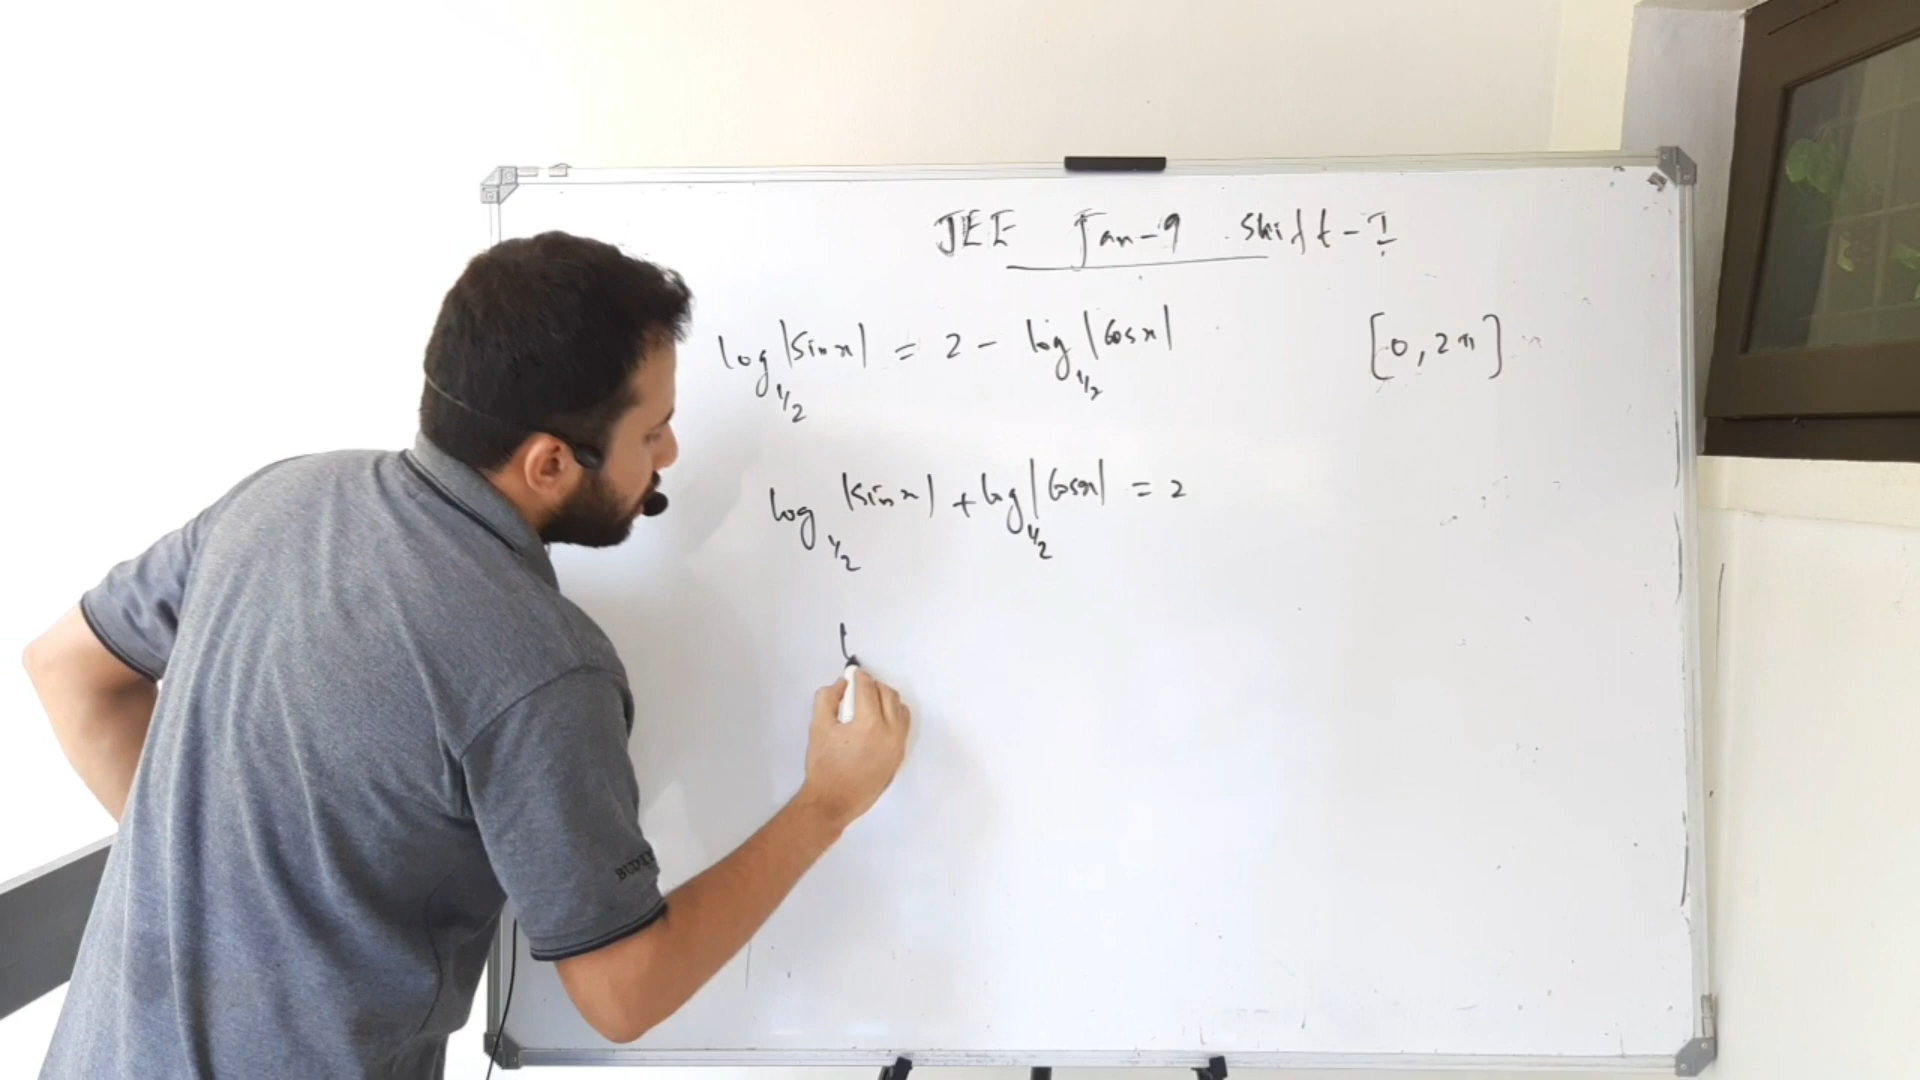 JEE Jan-9 Shift-I
log_{1/2} |sin x| = 2 - log_{1/2} |cos x| [0, 2π]
log_{1/2} |sin x| + log_{1/2} |cos x| = 2
l